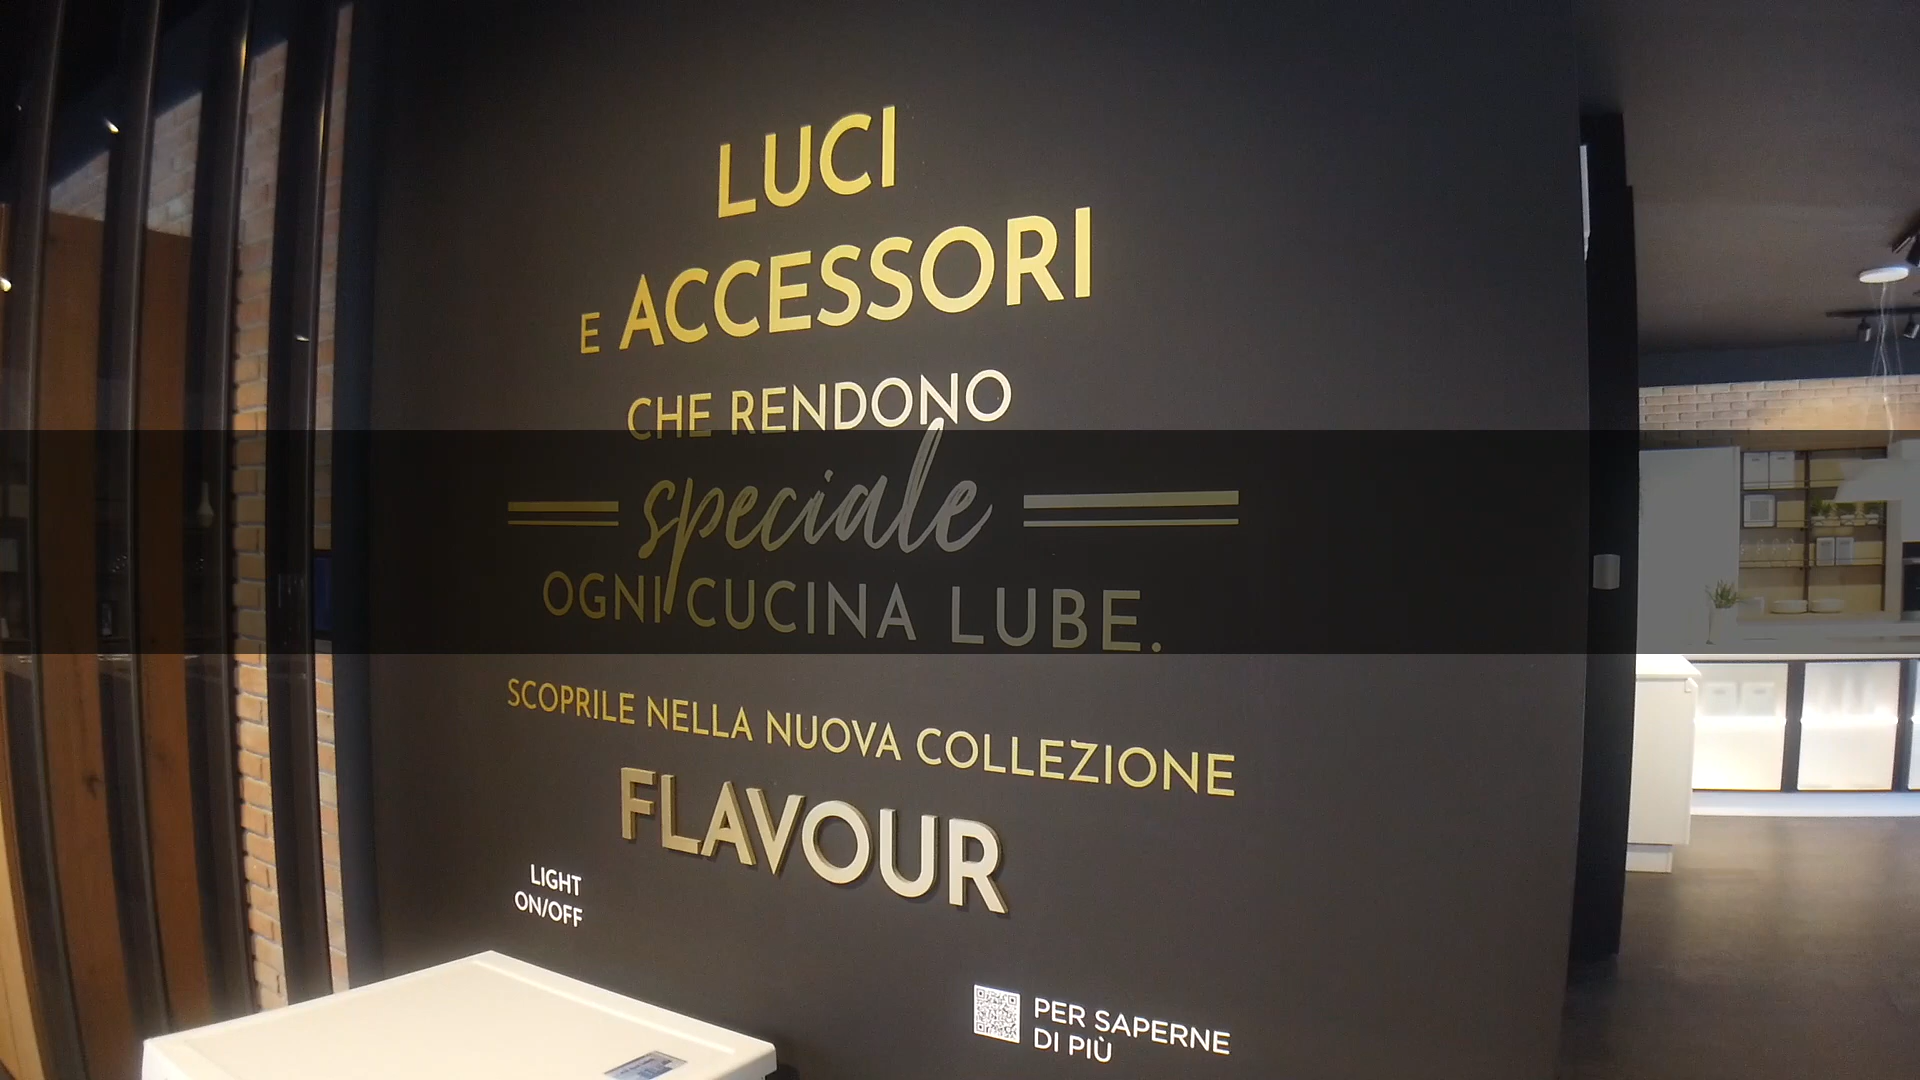 LUCI
E ACCESSORI
CHE RENDONO
speciale
OGNI CUCINA LUBE.
SCOPRILE NELLA NUOVA COLLEZIONE
FLAVOUR
LIGHT
ON/OFF
PER SAPERNE
DI PIÙ